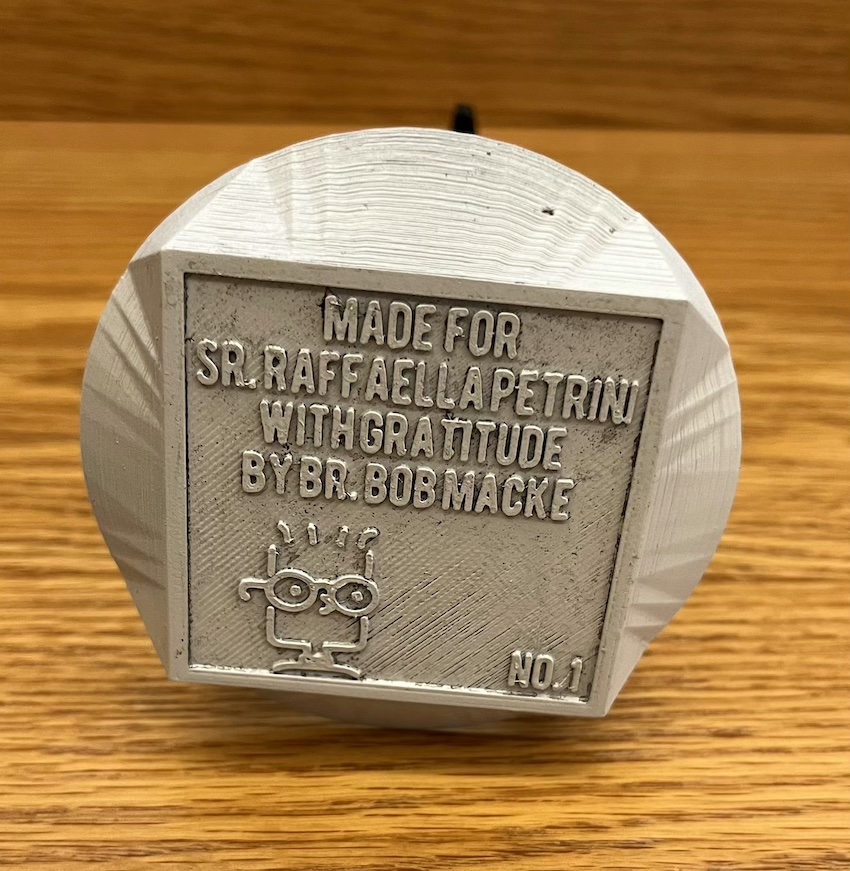 MADE FOR
SR. RAFFAELLA PETRINI
WITH GRATITUDE
BY BR. BOB MACKE
NO. 1